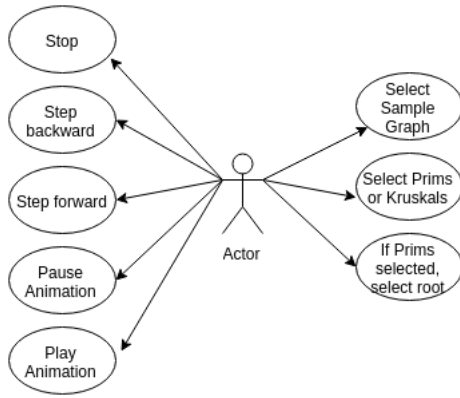 Stop
Step
backward
Step forward
Pause
Animation
Play
Animation
Actor
Select
Sample
Graph
Select Prims
or Kruskals
If Prims
selected,
select root